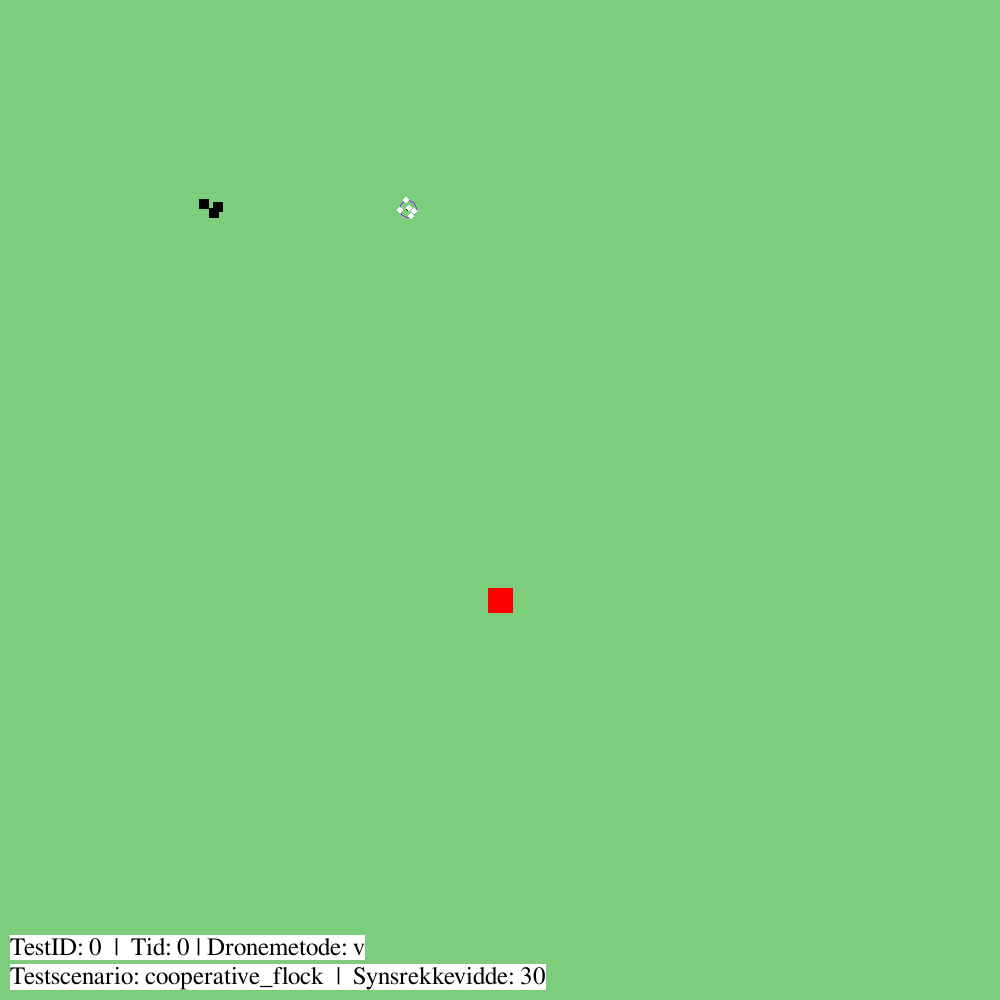 TestID: 0 | Tid: 0 | Dronemetode: v
Testscenario: cooperative_flock | Synsrekkevidde: 30